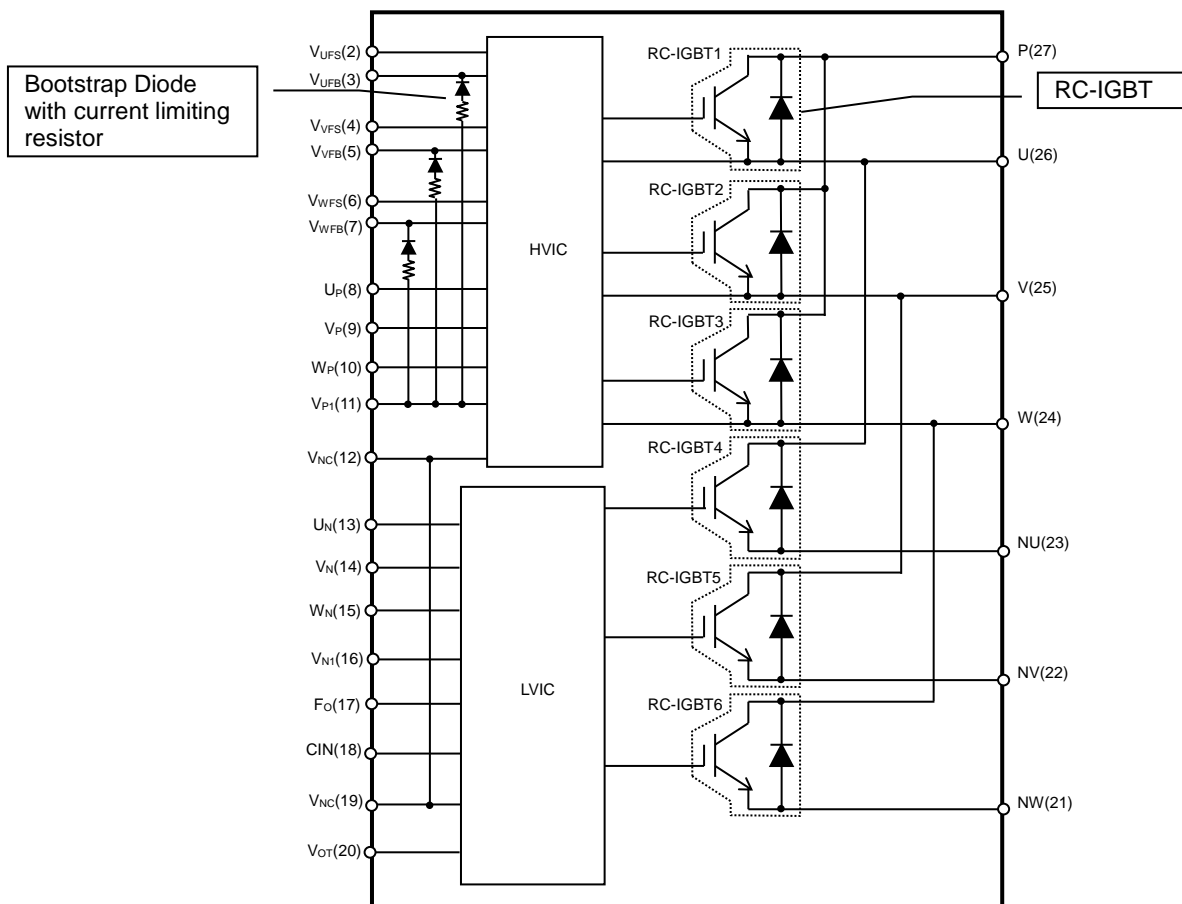 Bootstrap Diode
with current limiting
resistor
VUFS(2)
VUFB(3)
VVFS(4)
VVFB(5)
VWFS(6)
VWFB(7)
UP(8)
VP(9)
WP(10)
VP1(11)
VNC(12)
UN(13)
VN(14)
WN(15)
VN1(16)
FO(17)
CIN(18)
VNC(19)
VOT(20)
HVIC
LVIC
RC-IGBT1
RC-IGBT2
RC-IGBT3
RC-IGBT4
RC-IGBT5
RC-IGBT6
P(27)
RC-IGBT
U(26)
V(25)
W(24)
NU(23)
NV(22)
NW(21)